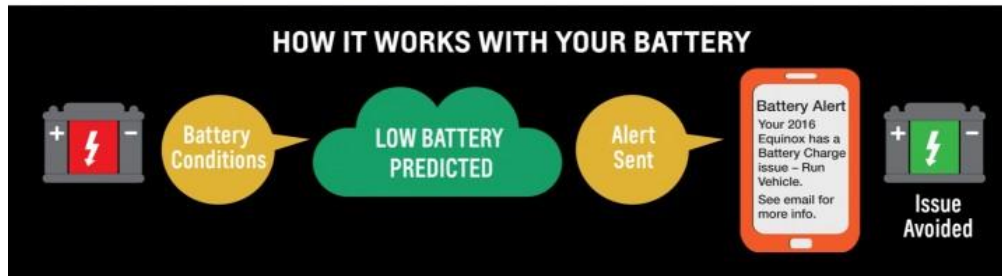 HOW IT WORKS WITH YOUR BATTERY
+ −
Battery
Conditions
LOW BATTERY
PREDICTED
Alert
Sent
Battery Alert
Your 2016
Equinox has a
Battery Charge
issue – Run
Vehicle.
See email for
more info.
+ −
Issue
Avoided